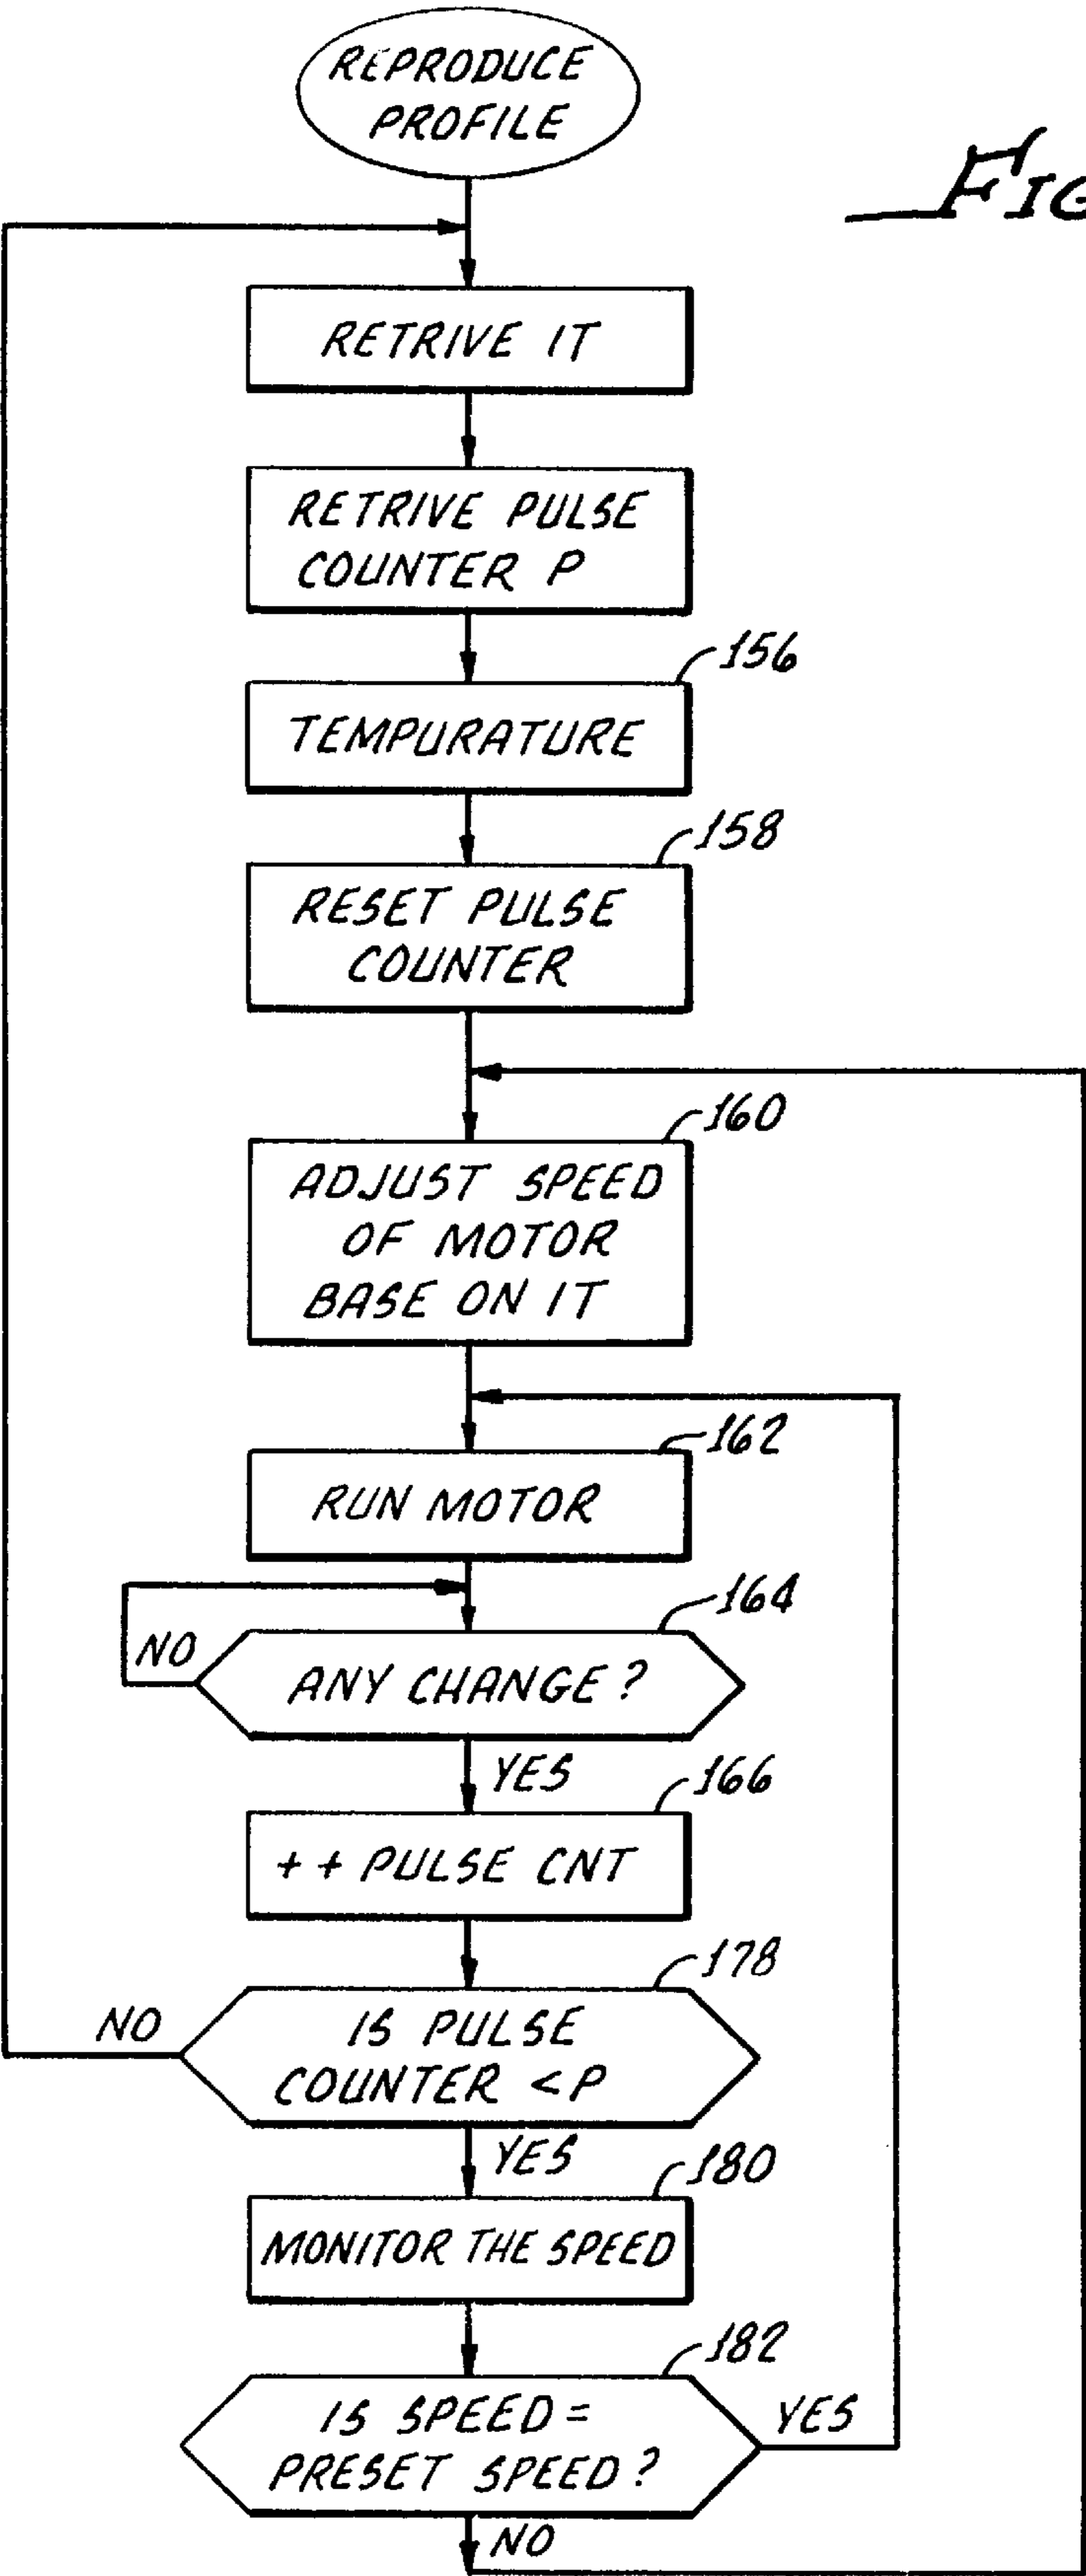 REPRODUCE
PROFILE
FIG
RETRIVE IT
RETRIVE PULSE
COUNTER P
156
TEMPURATURE
158
RESET PULSE
COUNTER
160
ADJUST SPEED
OF MOTOR
BASE ON IT
162
RUN MOTOR
164
NO
ANY CHANGE?
YES
166
++ PULSE CNT
178
NO
IS PULSE
COUNTER <P
YES
180
MONITOR THE SPEED
182
IS SPEED =
PRESET SPEED?
YES
NO